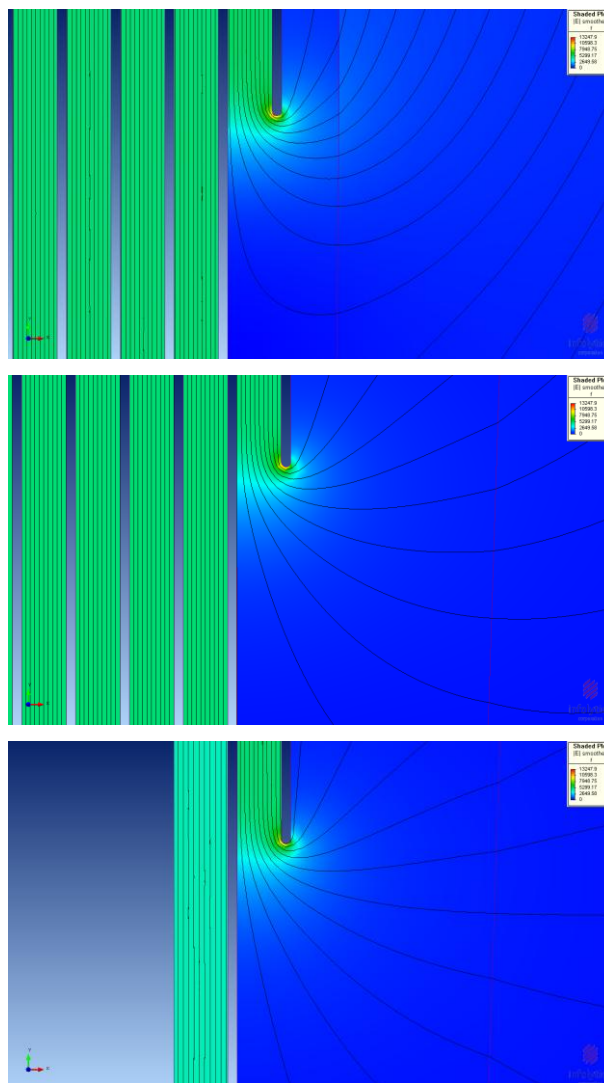 Shaded Pl
|E| smoothe
13247.9
10598.3
7948.75
5299.17
2649.58
0
Y
X
Shaded Pl
|E| smoothe
13247.9
10598.3
7948.75
5299.17
2649.58
0
Y
X
Shaded Pl
|E| smoothe
13247.9
10598.3
7948.75
5299.17
2649.58
0
Y
X